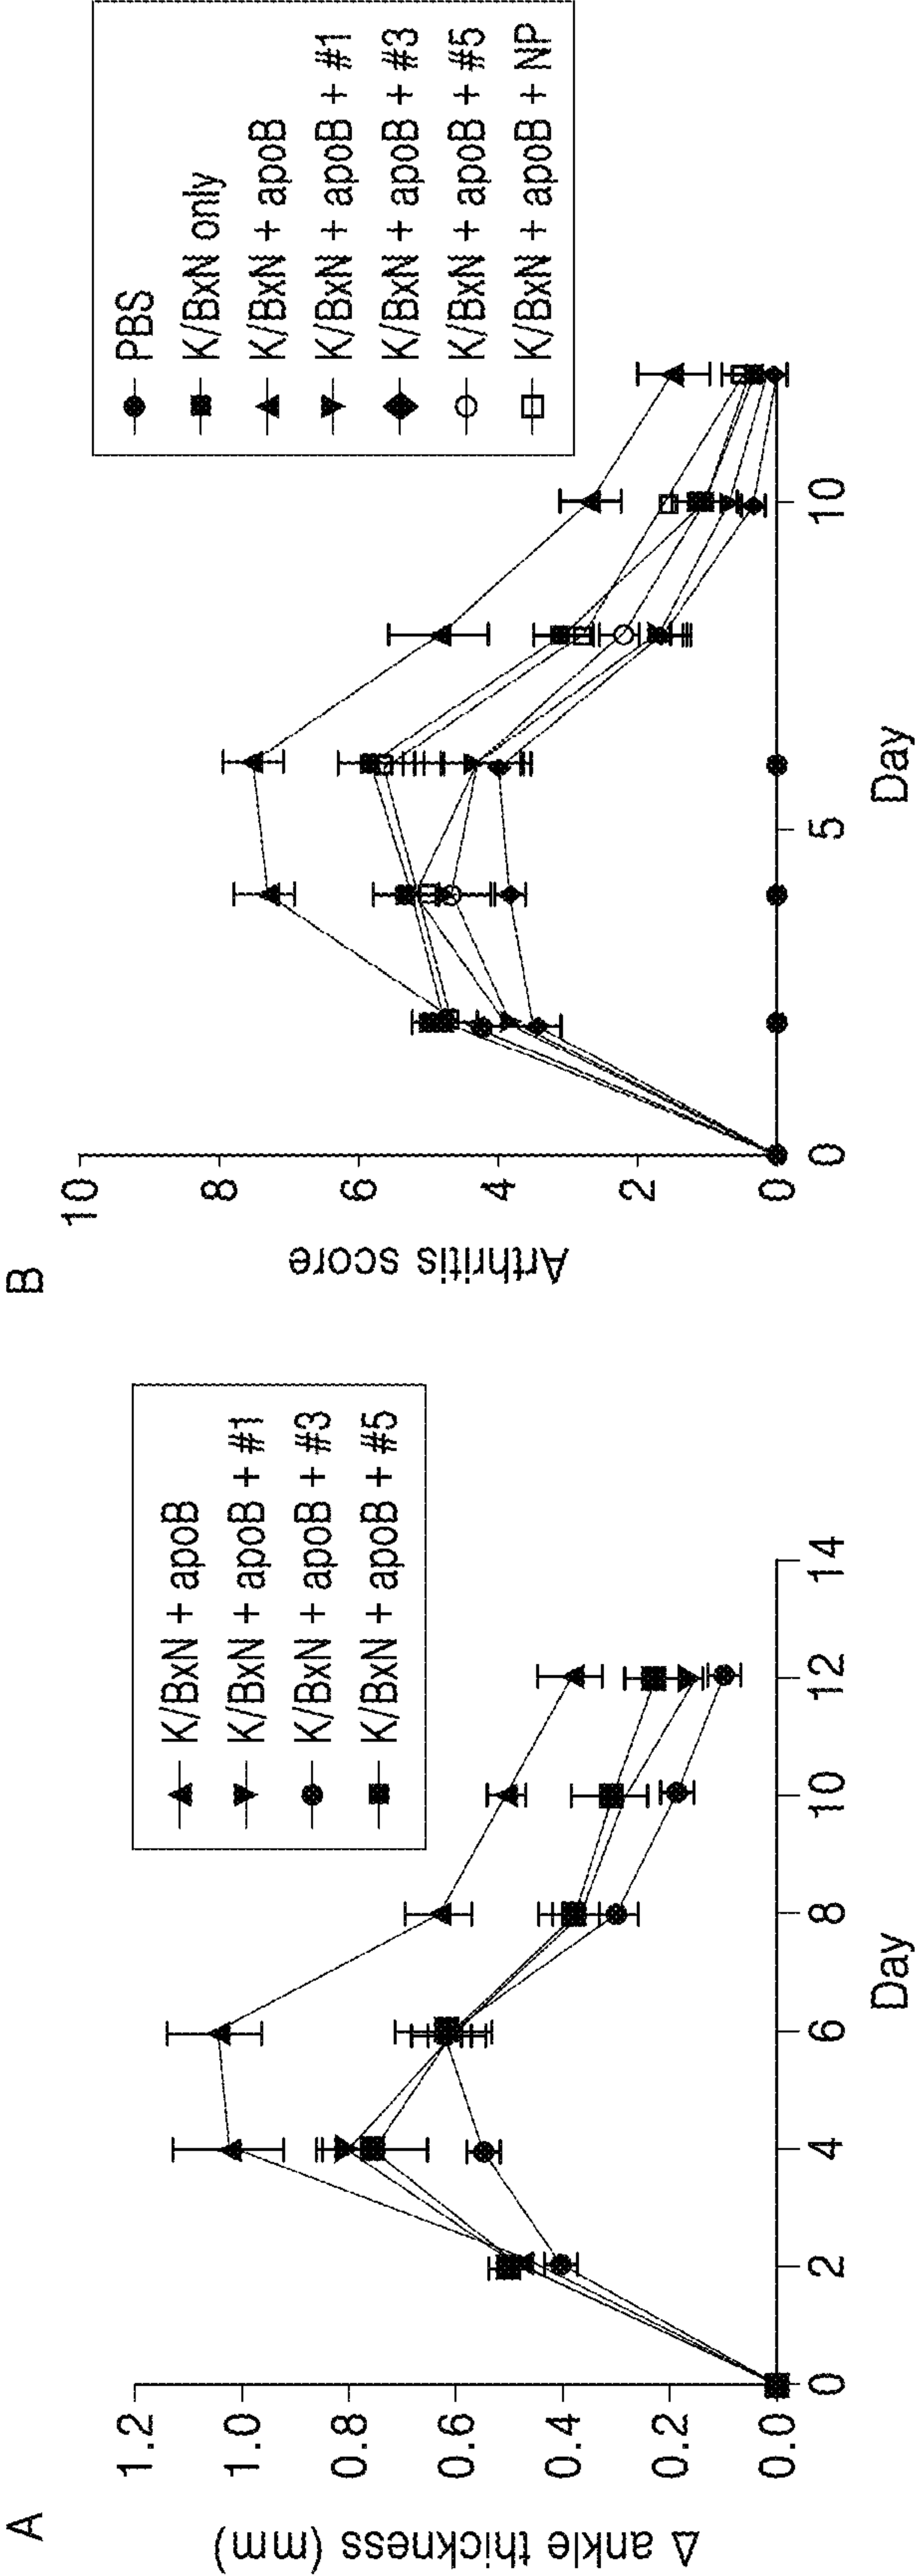 A
Δ ankle thickness (mm)
1.2
1.0
0.8
0.6
0.4
0.2
0.0
0
2
4
6
8
10
12
14
Day
K/BxN + apoB
K/BxN + apoB + #1
K/BxN + apoB + #3
K/BxN + apoB + #5
B
Arthritis score
10
8
6
4
2
0
0
5
10
Day
PBS
K/BxN only
K/BxN + apoB
K/BxN + apoB + #1
K/BxN + apoB + #3
K/BxN + apoB + #5
K/BxN + apoB + NP